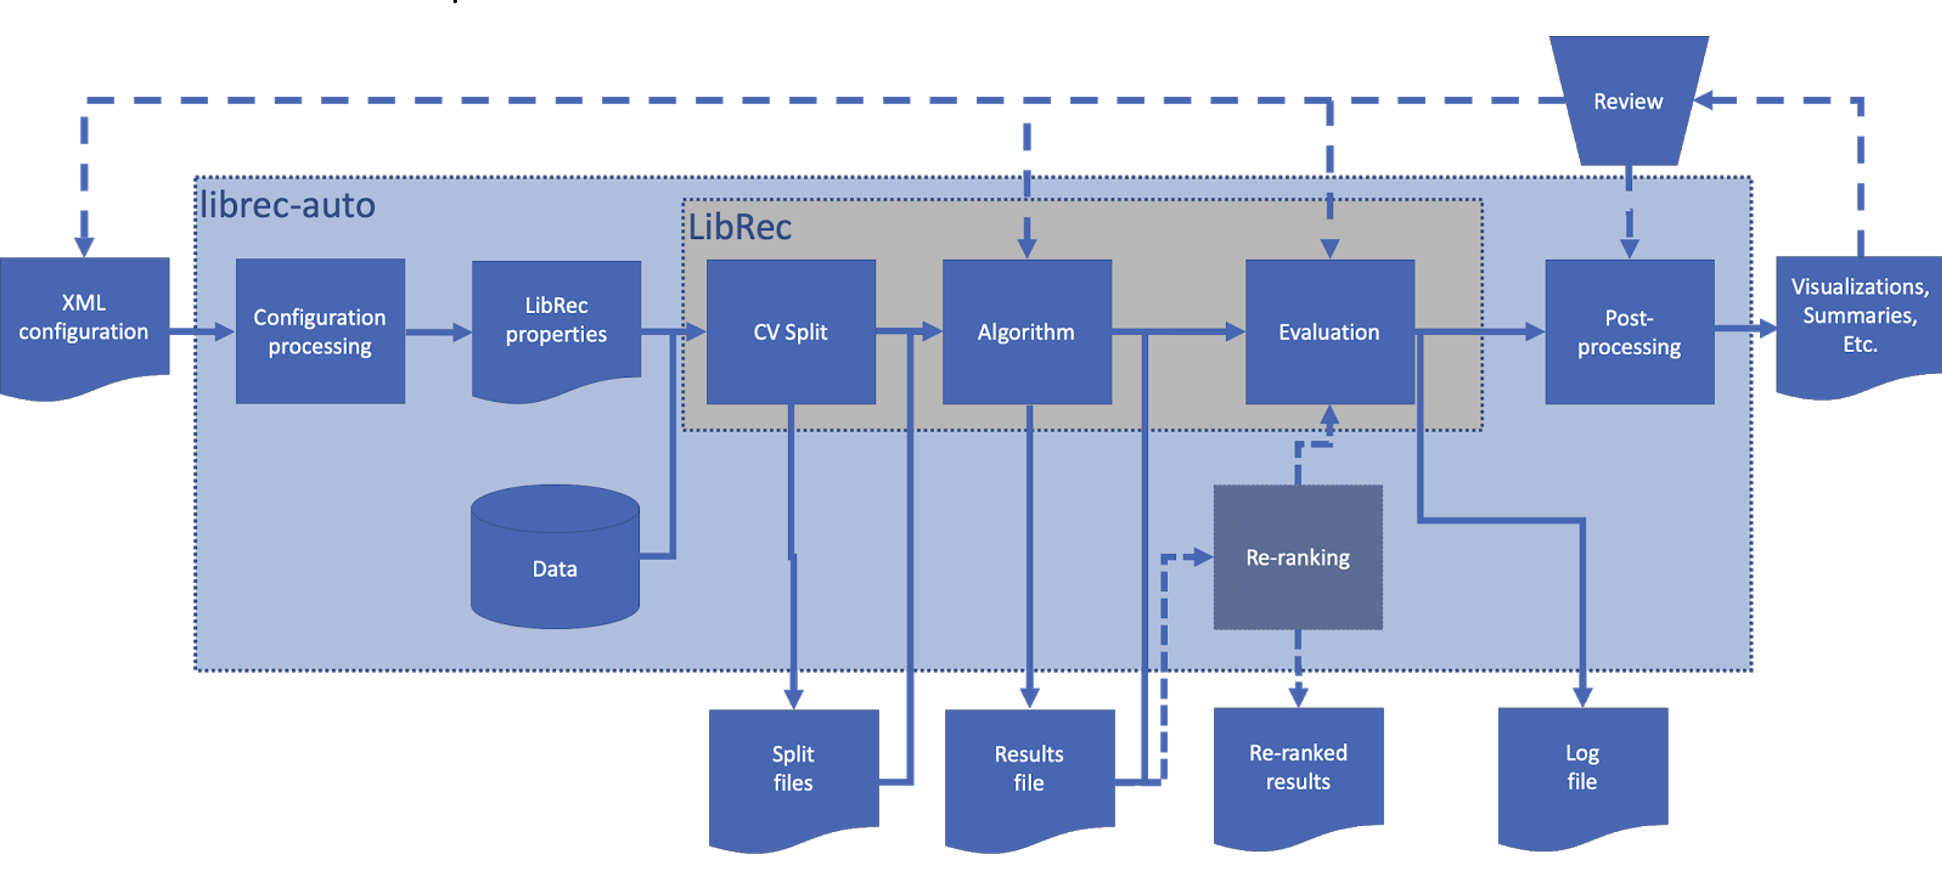 Review
librec-auto
LibRec
XML
configuration
Configuration
processing
LibRec
properties
CV Split
Algorithm
Evaluation
Post-
processing
Visualizations,
Summaries,
Etc.
Data
Re-ranking
Split
files
Results
file
Re-ranked
results
Log
file